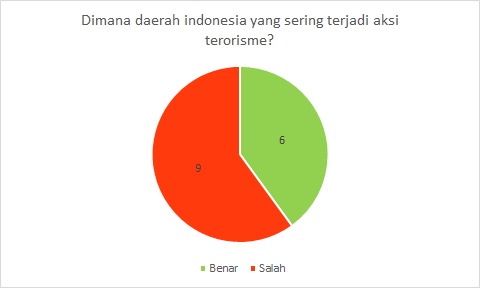 Dimana daerah indonesia yang sering terjadi aksi
terorisme?
6
9
Benar
Salah